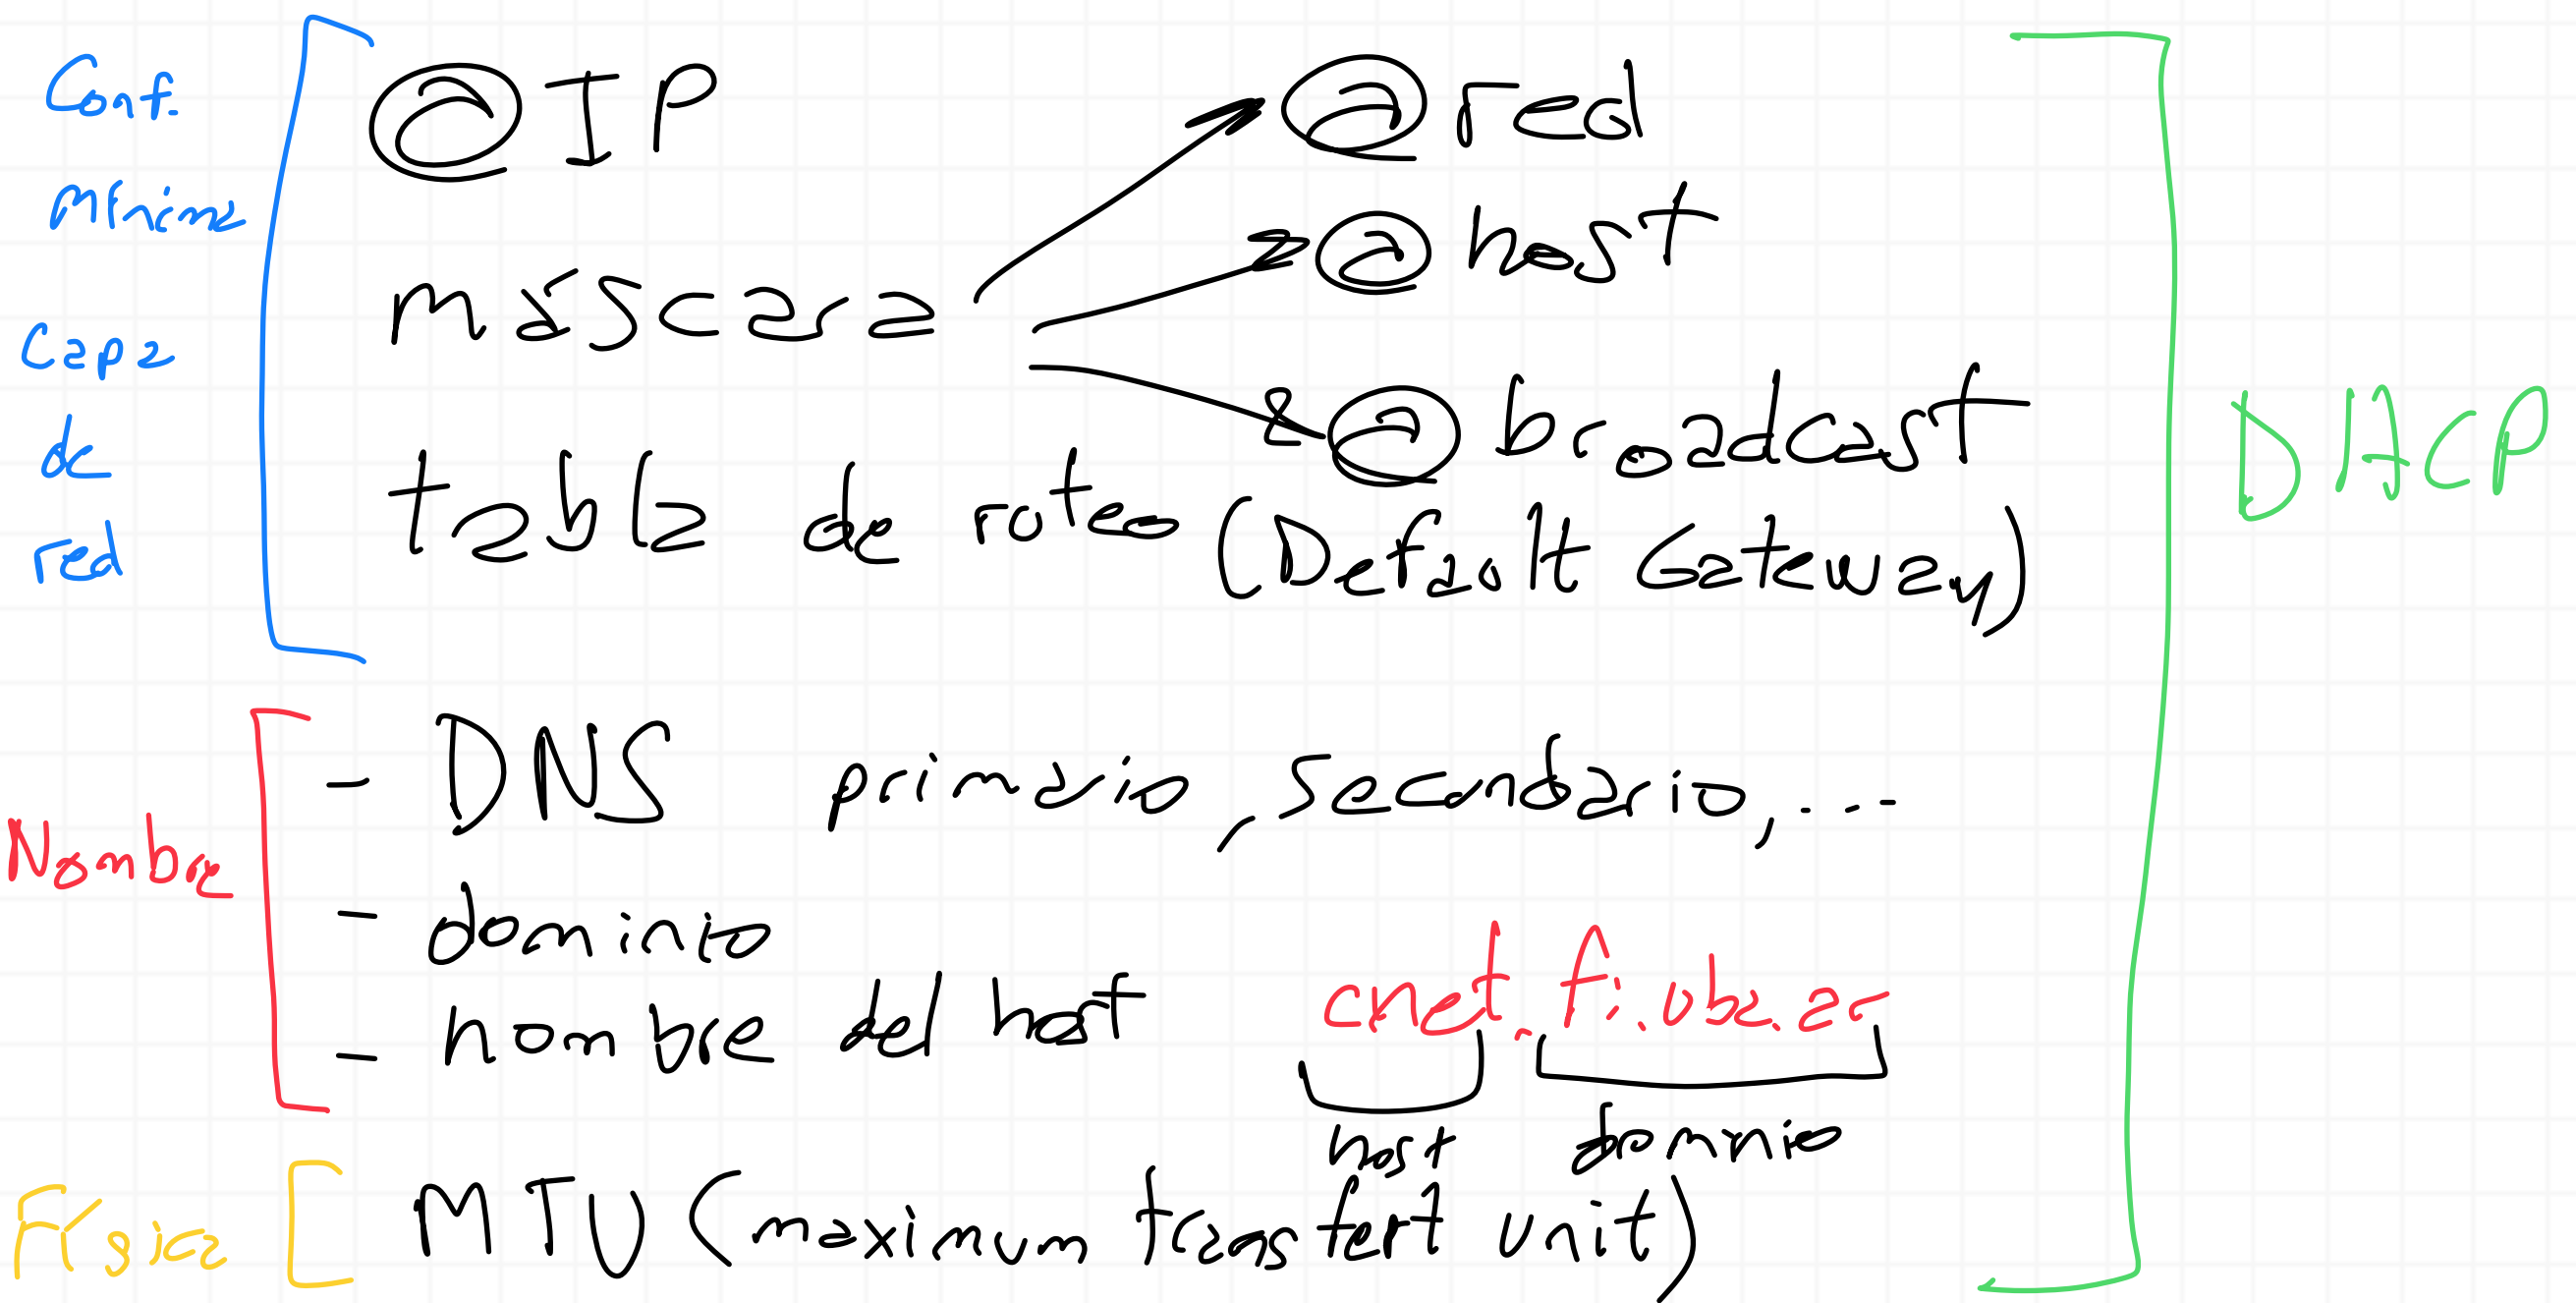 Conf.
Mínima
Capa
de
red
@IP
máscara
@red
@host
@broadcast
tabla de roteo (Default Gateway)
DHCP
Nombre
- DNS primario, secundario, ...
- dominio
- nombre del host
cnet.fi.uba.ar
host dominio
Física
MTU (maximum transfert unit)